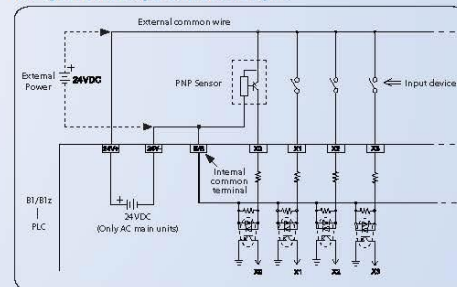 External common wire
External
Power
+
24VDC
PNP Sensor
Input device
24V+
24V-
S/S
X0
X1
X2
X3
Internal
common
terminal
B1/B1z
PLC
+
24VDC
(Only AC main units)
X0
X1
X2
X3